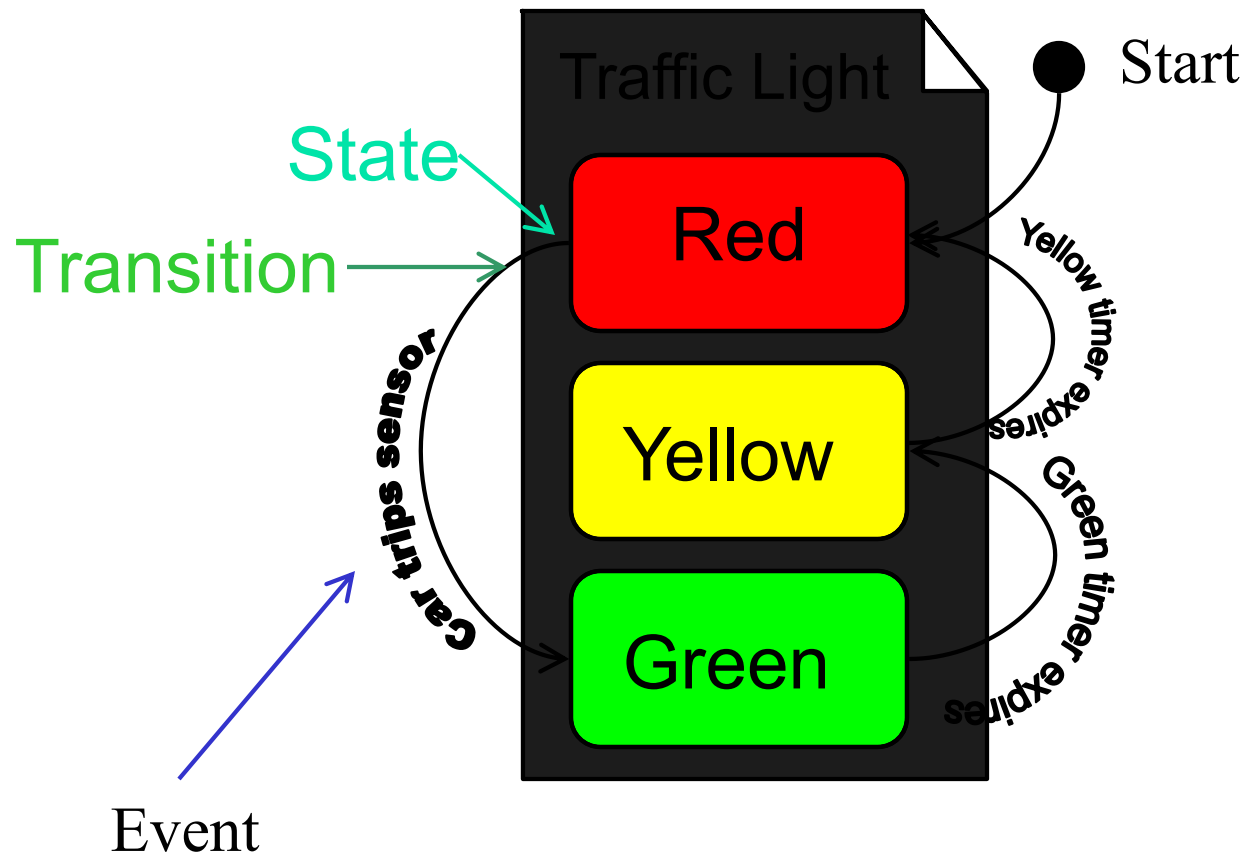 Traffic Light
Start
State
Red
Transition
Yellow timer expires
Car trips sensor
Yellow
Green timer expires
Green
Event